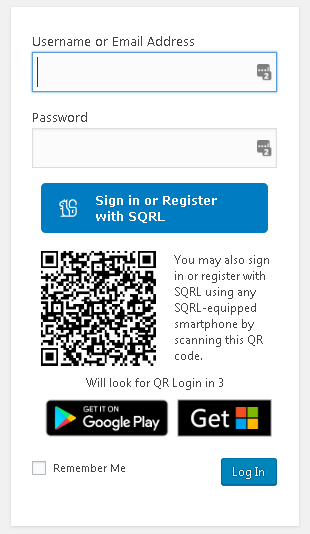 Username or Email Address
Password
Sign in or Register
with SQRL
You may also sign
in or register with
SQRL using any
SQRL-equipped
smartphone by
scanning this QR
code.
Will look for QR Login in 3
GET IT ON
Google Play
Get
Remember Me
Log In